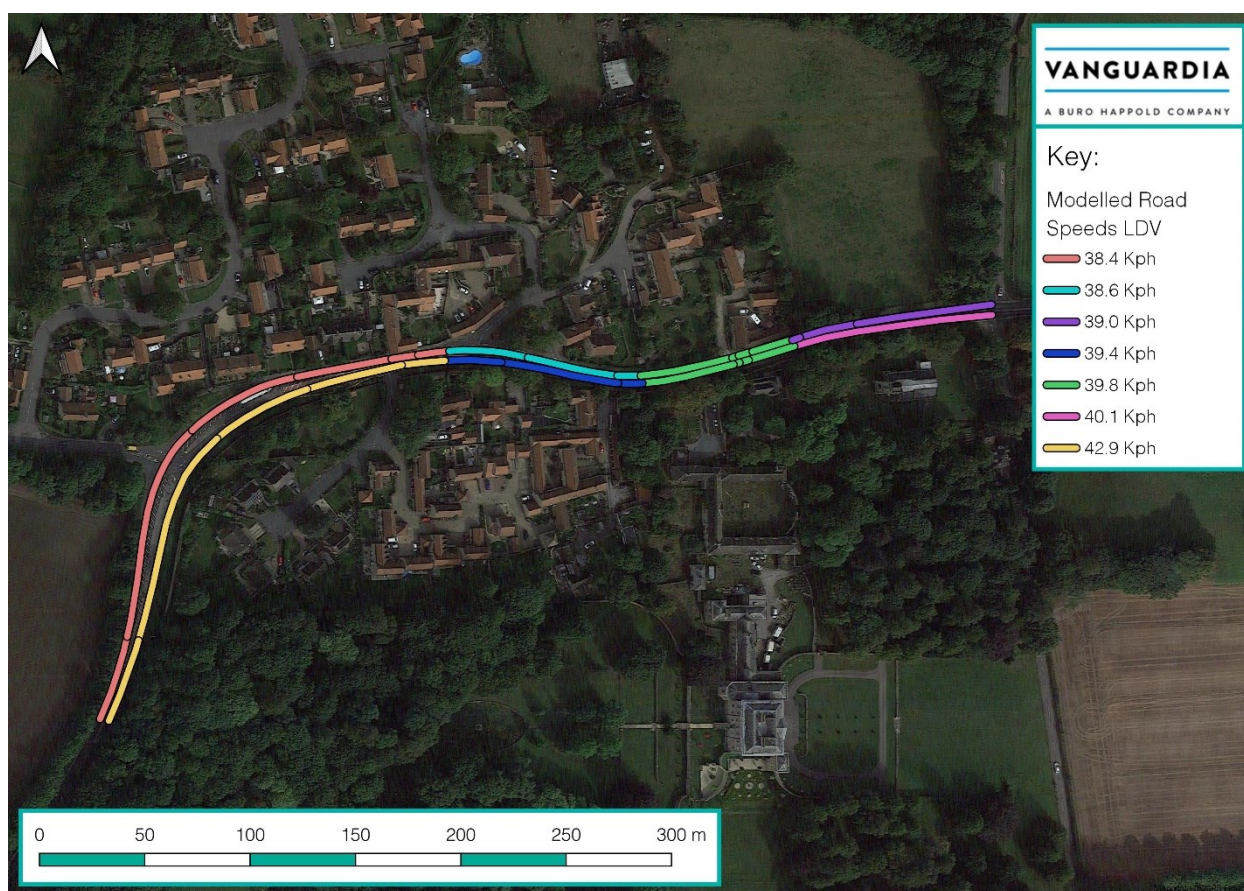 VANGUARDIA
A BURO HAPPOLD COMPANY
Key:
Modelled Road
Speeds LDV
38.4 Kph
38.6 Kph
39.0 Kph
39.4 Kph
39.8 Kph
40.1 Kph
42.9 Kph
0 50 100 150 200 250 300 m